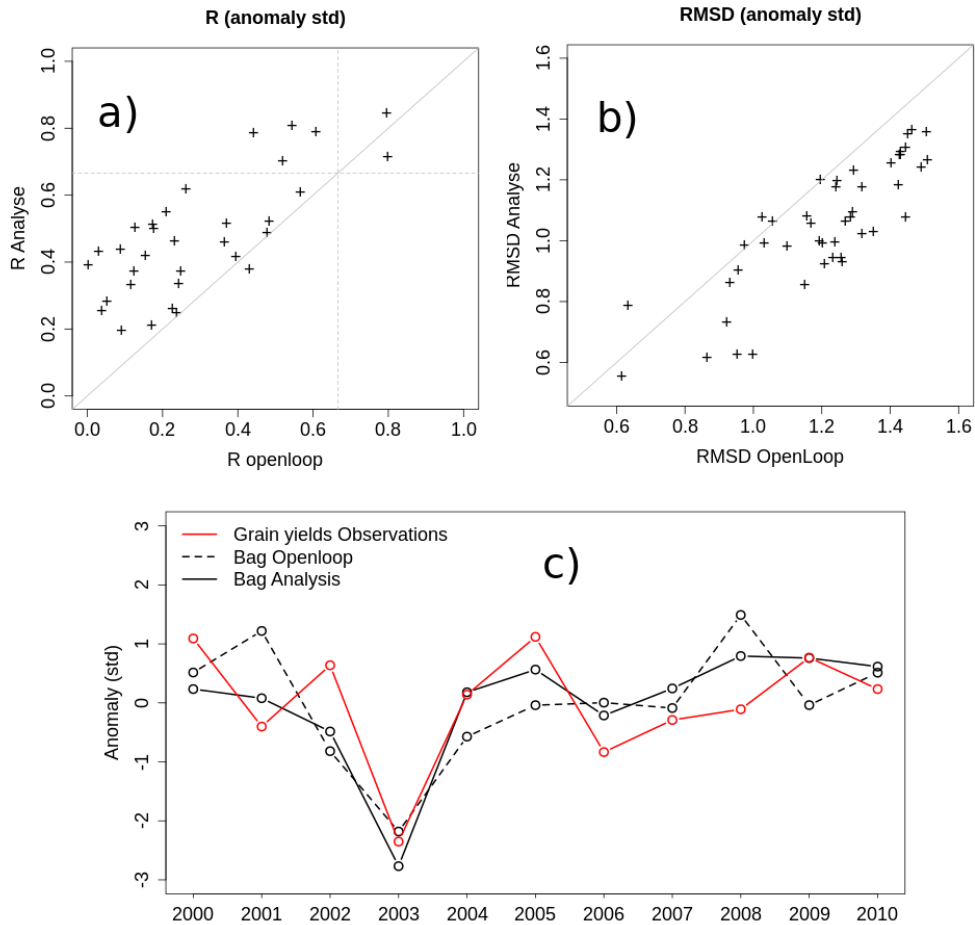 R (anomaly std)
RMSD (anomaly std)
a)
b)
R Analyse
0.0 0.2 0.4 0.6 0.8 1.0
0.0 0.2 0.4 0.6 0.8 1.0
R openloop
RMSD Analyse
0.6 0.8 1.0 1.2 1.4 1.6
0.6 0.8 1.0 1.2 1.4 1.6
RMSD OpenLoop
c)
Grain yields Observations
Bag Openloop
Bag Analysis
Anomaly (std)
-3 -2 -1 0 1 2 3
2000 2001 2002 2003 2004 2005 2006 2007 2008 2009 2010